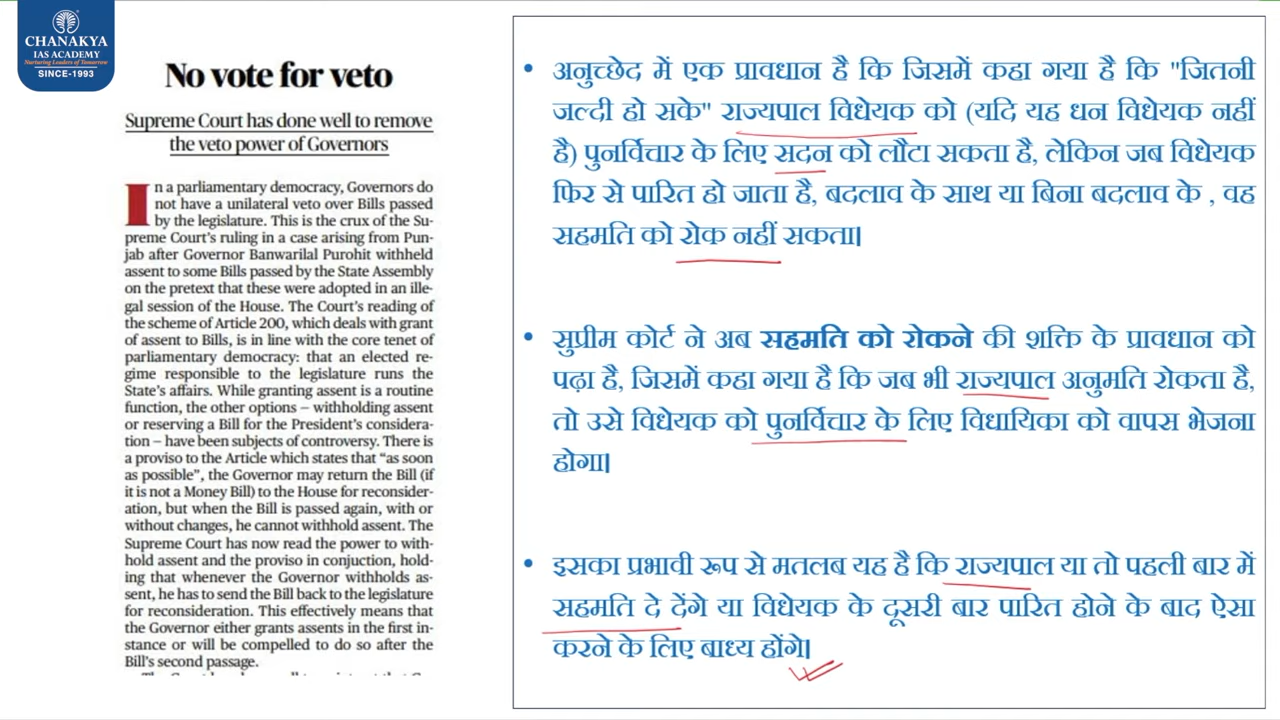 CHANAKYA
IAS ACADEMY
Nurturing Leaders of Tomorrow
SINCE-1993
No vote for veto
Supreme Court has done well to remove
the veto power of Governors
In a parliamentary democracy, Governors do
not have a unilateral veto over Bills passed
by the legislature. This is the crux of the Su-
preme Court's ruling in a case arising from Pun-
jab after Governor Banwarilal Purohit withheld
assent to some Bills passed by the State Assembly
on the pretext that these were adopted in an ille-
gal session of the House. The Court's reading of
the scheme of Article 200, which deals with grant
of assent to Bills, is in line with the core tenet of
parliamentary democracy: that an elected re-
gime responsible to the legislature runs the
State's affairs. While granting assent is a routine
function, the other options – withholding assent
or reserving a Bill for the President's considera-
tion – have been subjects of controversy. There is
a proviso to the Article which states that “as soon
as possible”, the Governor may return the Bill (if
it is not a Money Bill) to the House for reconsider-
ation, but when the Bill is passed again, with or
without changes, he cannot withhold assent. The
Supreme Court has now read the power to with-
hold assent and the proviso in conjuction, hold-
ing that whenever the Governor withholds as-
sent, he has to send the Bill back to the legislature
for reconsideration. This effectively means that
the Governor either grants assents in the first in-
stance or will be compelled to do so after the
Bill's second passage.
• अनुच्छेद में एक प्रावधान है कि जिसमें कहा गया है कि "जितनी
जल्दी हो सके" राज्यपाल विधेयक को (यदि यह धन विधेयक नहीं
है) पुनर्विचार के लिए सदन को लौटा सकता है, लेकिन जब विधेयक
फिर से पारित हो जाता है, बदलाव के साथ या बिना बदलाव के , वह
सहमति को रोक नहीं सकता।
• सुप्रीम कोर्ट ने अब सहमति को रोकने की शक्ति के प्रावधान को
पढ़ा है, जिसमें कहा गया है कि जब भी राज्यपाल अनुमति रोकता है,
तो उसे विधेयक को पुनर्विचार के लिए विधायिका को वापस भेजना
होगा।
• इसका प्रभावी रूप से मतलब यह है कि राज्यपाल या तो पहली बार में
सहमति दे देंगे या विधेयक के दूसरी बार पारित होने के बाद ऐसा
करने के लिए बाध्य होंगे।